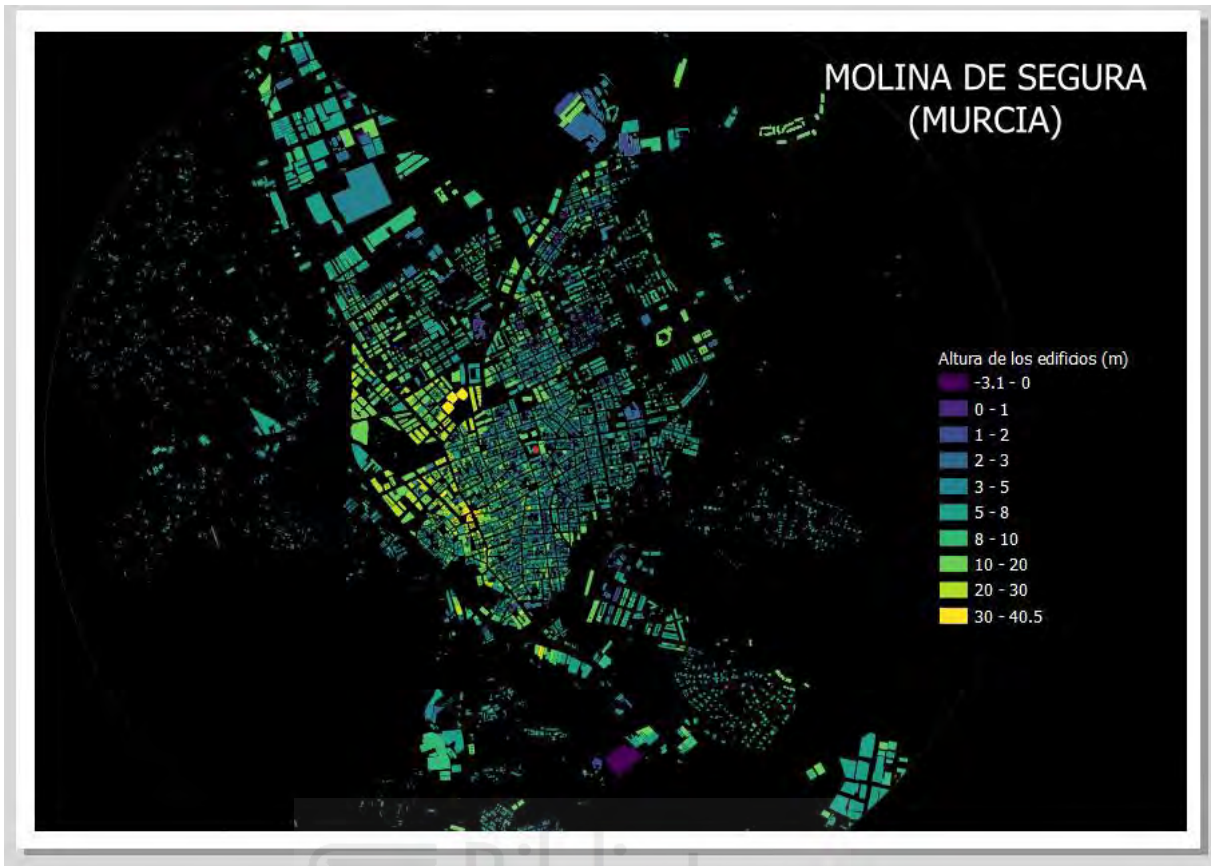 MOLINA DE SEGURA
(MURCIA)
Altura de los edificios (m)
-3.1 - 0
0 - 1
1 - 2
2 - 3
3 - 5
5 - 8
8 - 10
10 - 20
20 - 30
30 - 40.5